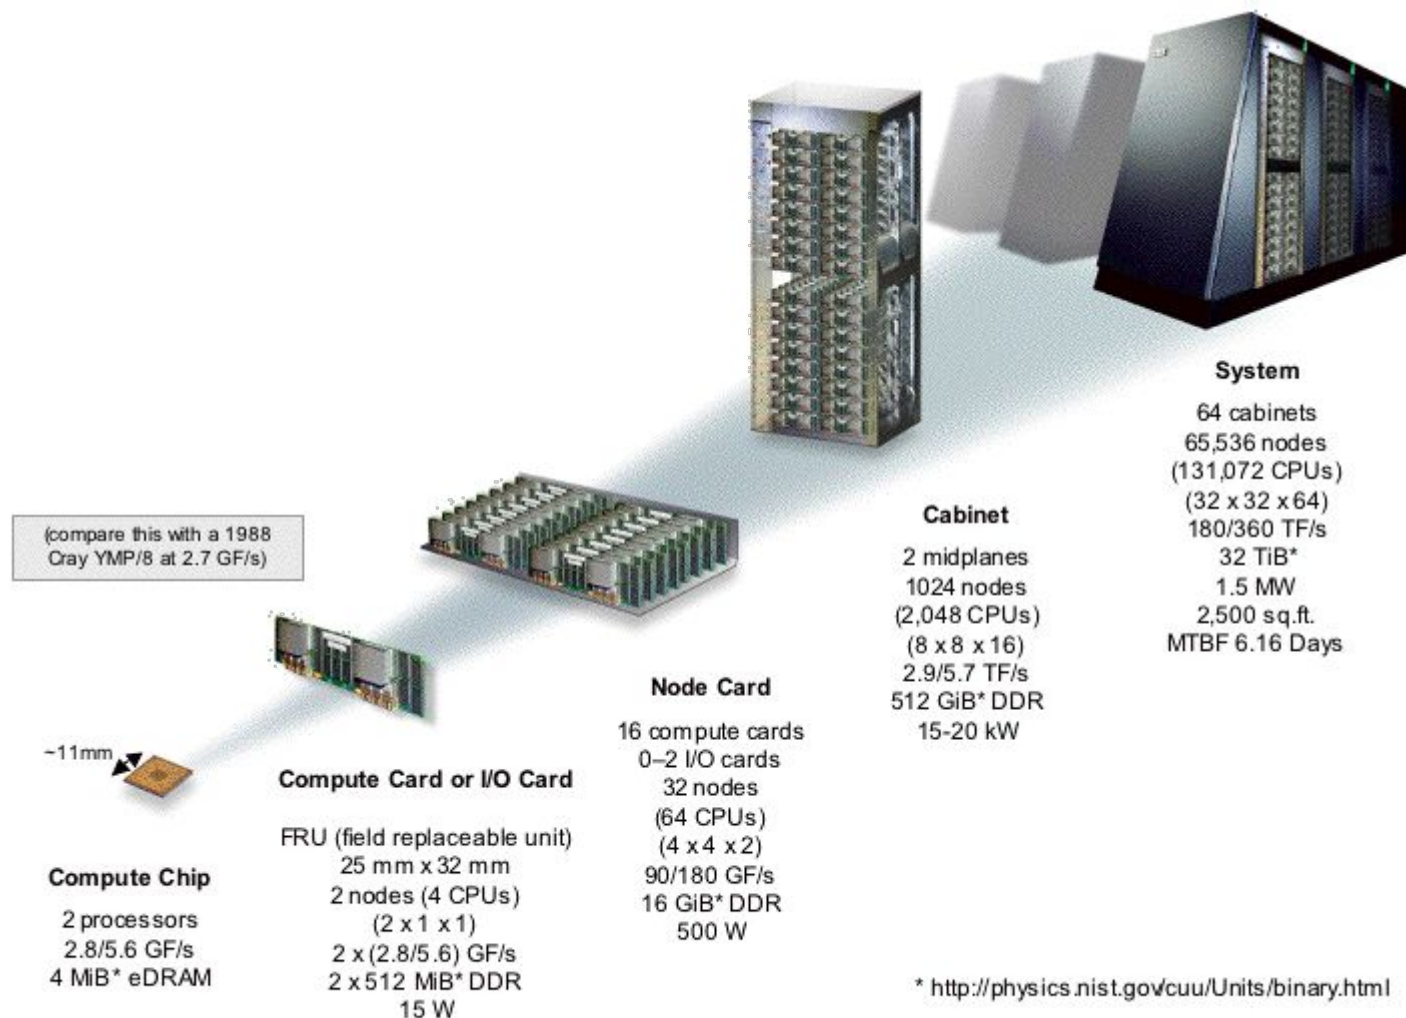 System
64 cabinets
65,536 nodes
(131,072 CPUs)
(32 x 32 x 64)
180/360 TF/s
32 TiB*
1.5 MW
2,500 sq.ft.
MTBF 6.16 Days
Cabinet
2 midplanes
1024 nodes
(2,048 CPUs)
(8 x 8 x 16)
2.9/5.7 TF/s
512 GiB* DDR
15-20 kW
(compare this with a 1988
Cray YMP/8 at 2.7 GF/s)
Node Card
16 compute cards
0–2 I/O cards
32 nodes
(64 CPUs)
(4 x 4 x 2)
90/180 GF/s
16 GiB* DDR
500 W
~11mm
Compute Card or I/O Card
FRU (field replaceable unit)
25 mm x 32 mm
2 nodes (4 CPUs)
(2 x 1 x 1)
2 x (2.8/5.6) GF/s
2 x 512 MiB* DDR
15 W
Compute Chip
2 processors
2.8/5.6 GF/s
4 MiB* eDRAM
* http://physics.nist.gov/cuu/Units/binary.html